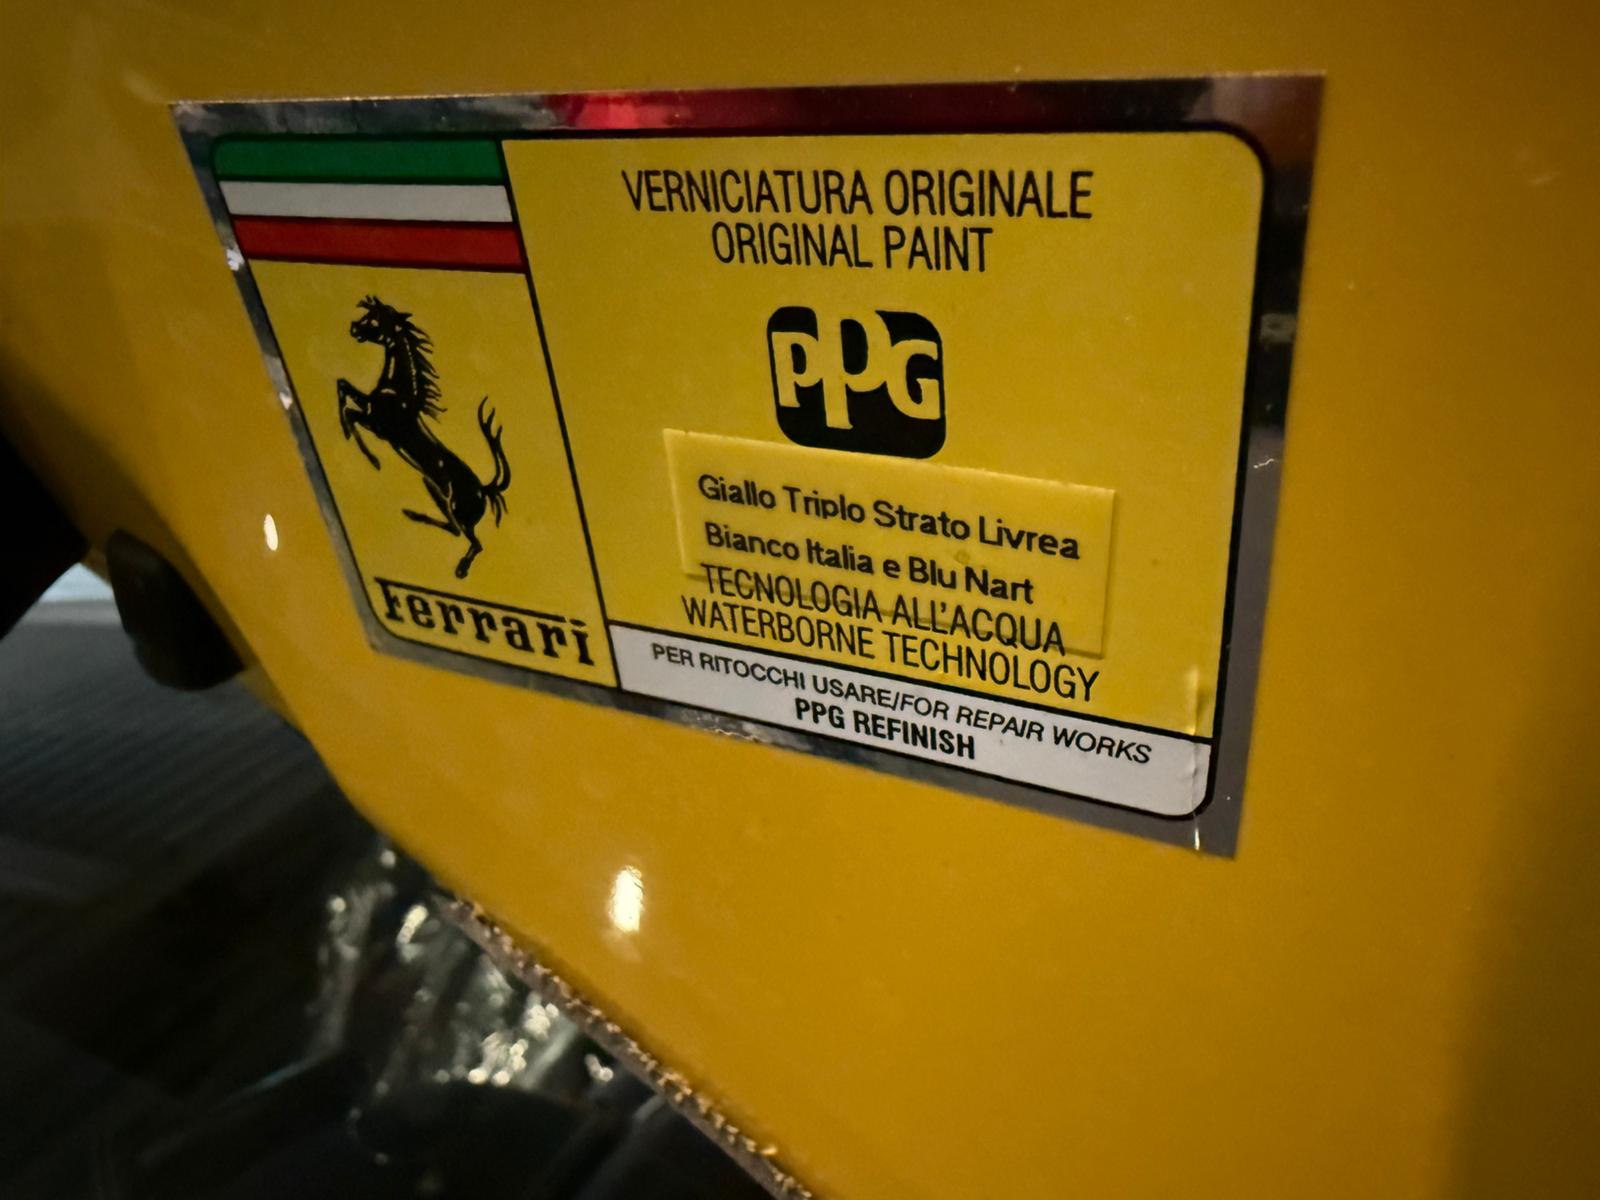 VERNICIATURA ORIGINALE
ORIGINAL PAINT
PPG
Giallo Triplo Strato Livrea
Bianco Italia e Blu Nart
TECNOLOGIA ALL'ACQUA
WATERBORNE TECHNOLOGY
Ferrari
PER RITOCCHI USARE/FOR REPAIR WORKS
PPG REFINISH